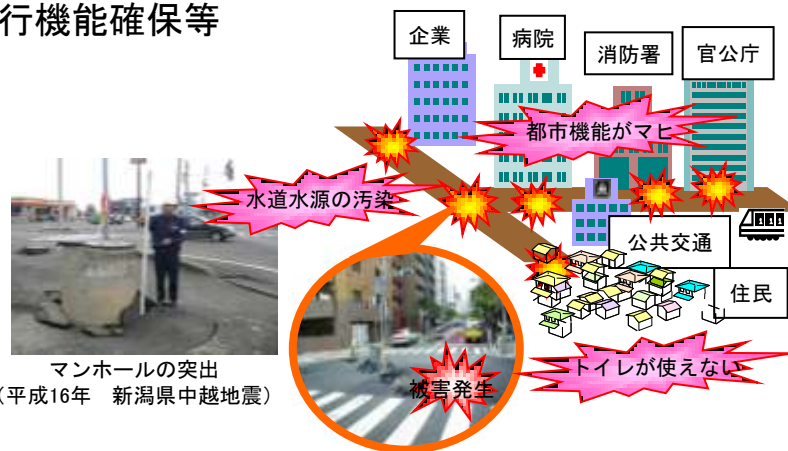 行機能確保等
企業
病院
消防署
官公庁
都市機能がマヒ
水道水源の汚染
公共交通
住民
被害発生
トイレが使えない
マンホールの突出
（平成16年　新潟県中越地震）